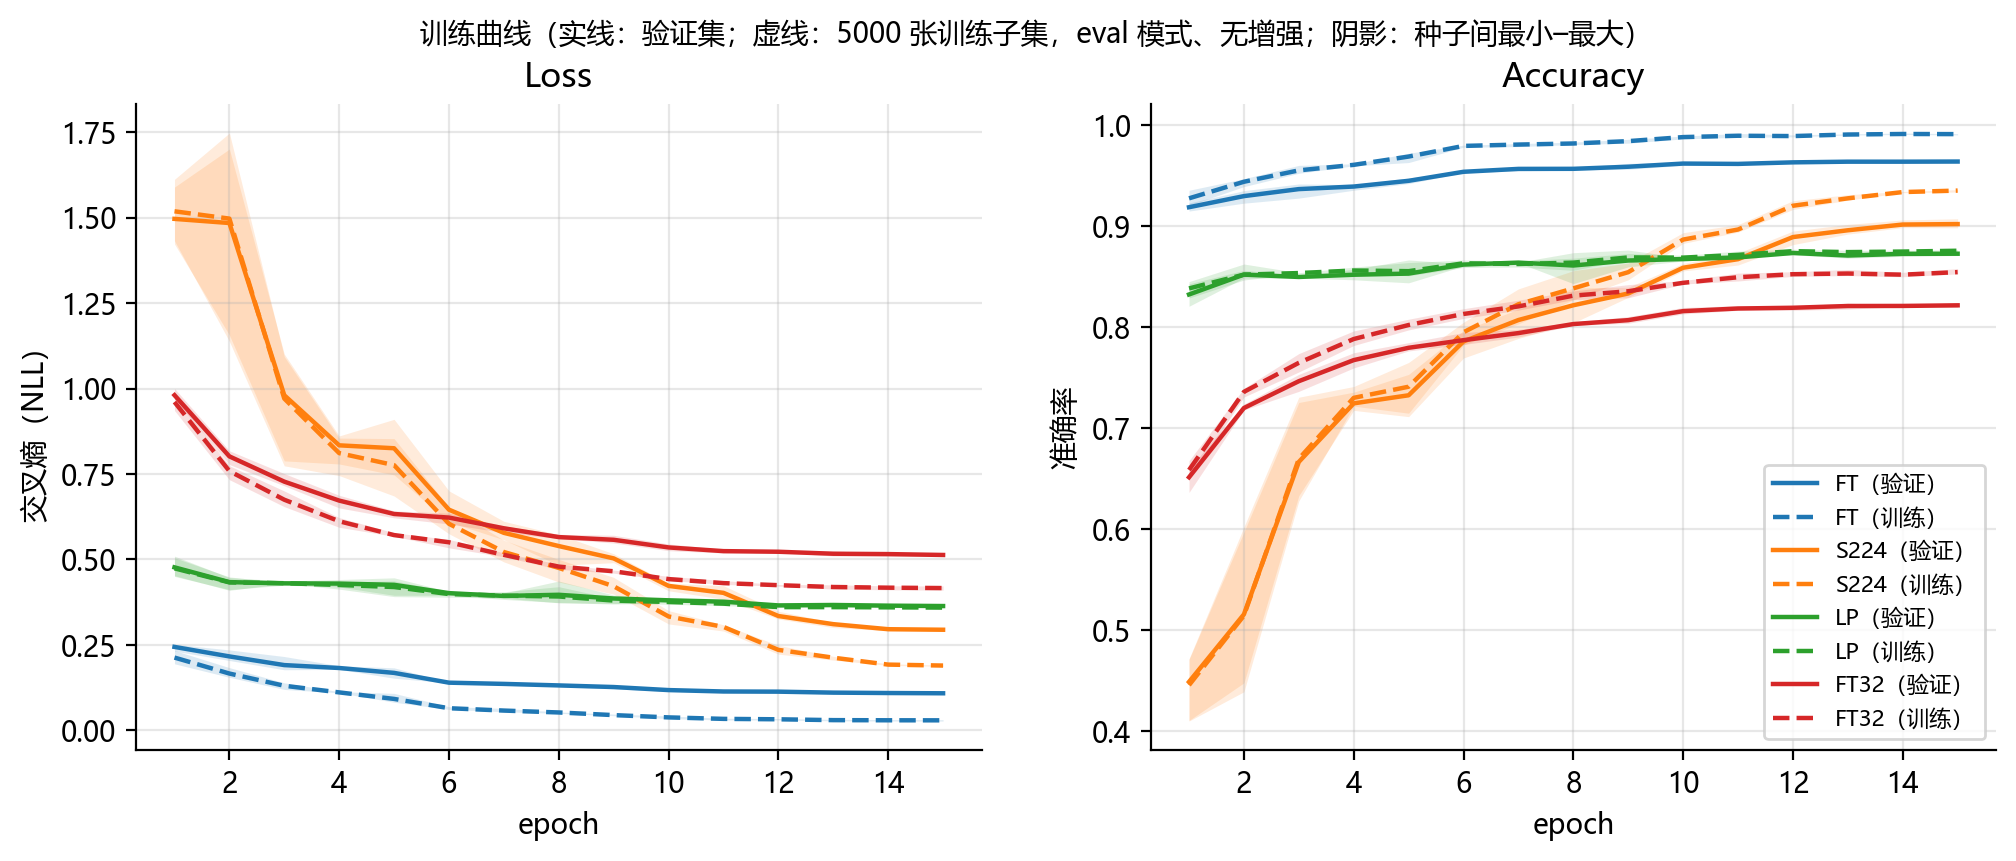 训练曲线（实线：验证集；虚线：5000 张训练子集，eval 模式、无增强；阴影：种子间最小–最大）
Loss
交叉熵（NLL）
1.75
1.50
1.25
1.00
0.75
0.50
0.25
0.00
2 4 6 8 10 12 14
epoch
Accuracy
准确率
1.0
0.9
0.8
0.7
0.6
0.5
0.4
2 4 6 8 10 12 14
epoch
FT（验证）
FT（训练）
S224（验证）
S224（训练）
LP（验证）
LP（训练）
FT32（验证）
FT32（训练）